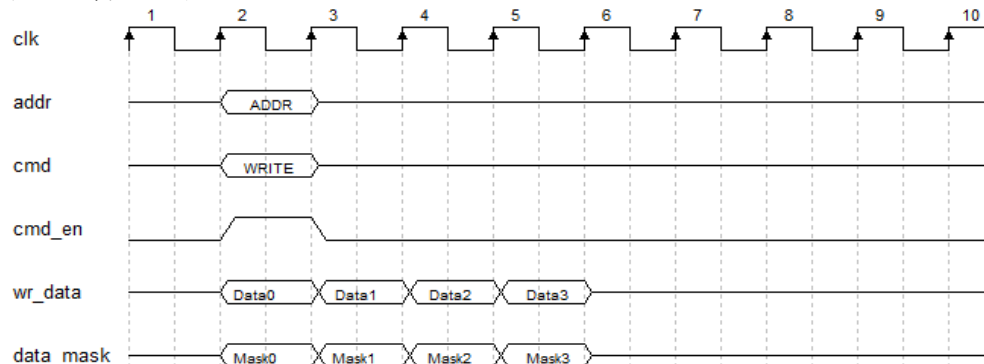 1 2 3 4 5 6 7 8 9 10
clk
addr ADDR
cmd WRITE
cmd_en
wr_data Data0 Data1 Data2 Data3
data_mask Mask0 Mask1 Mask2 Mask3